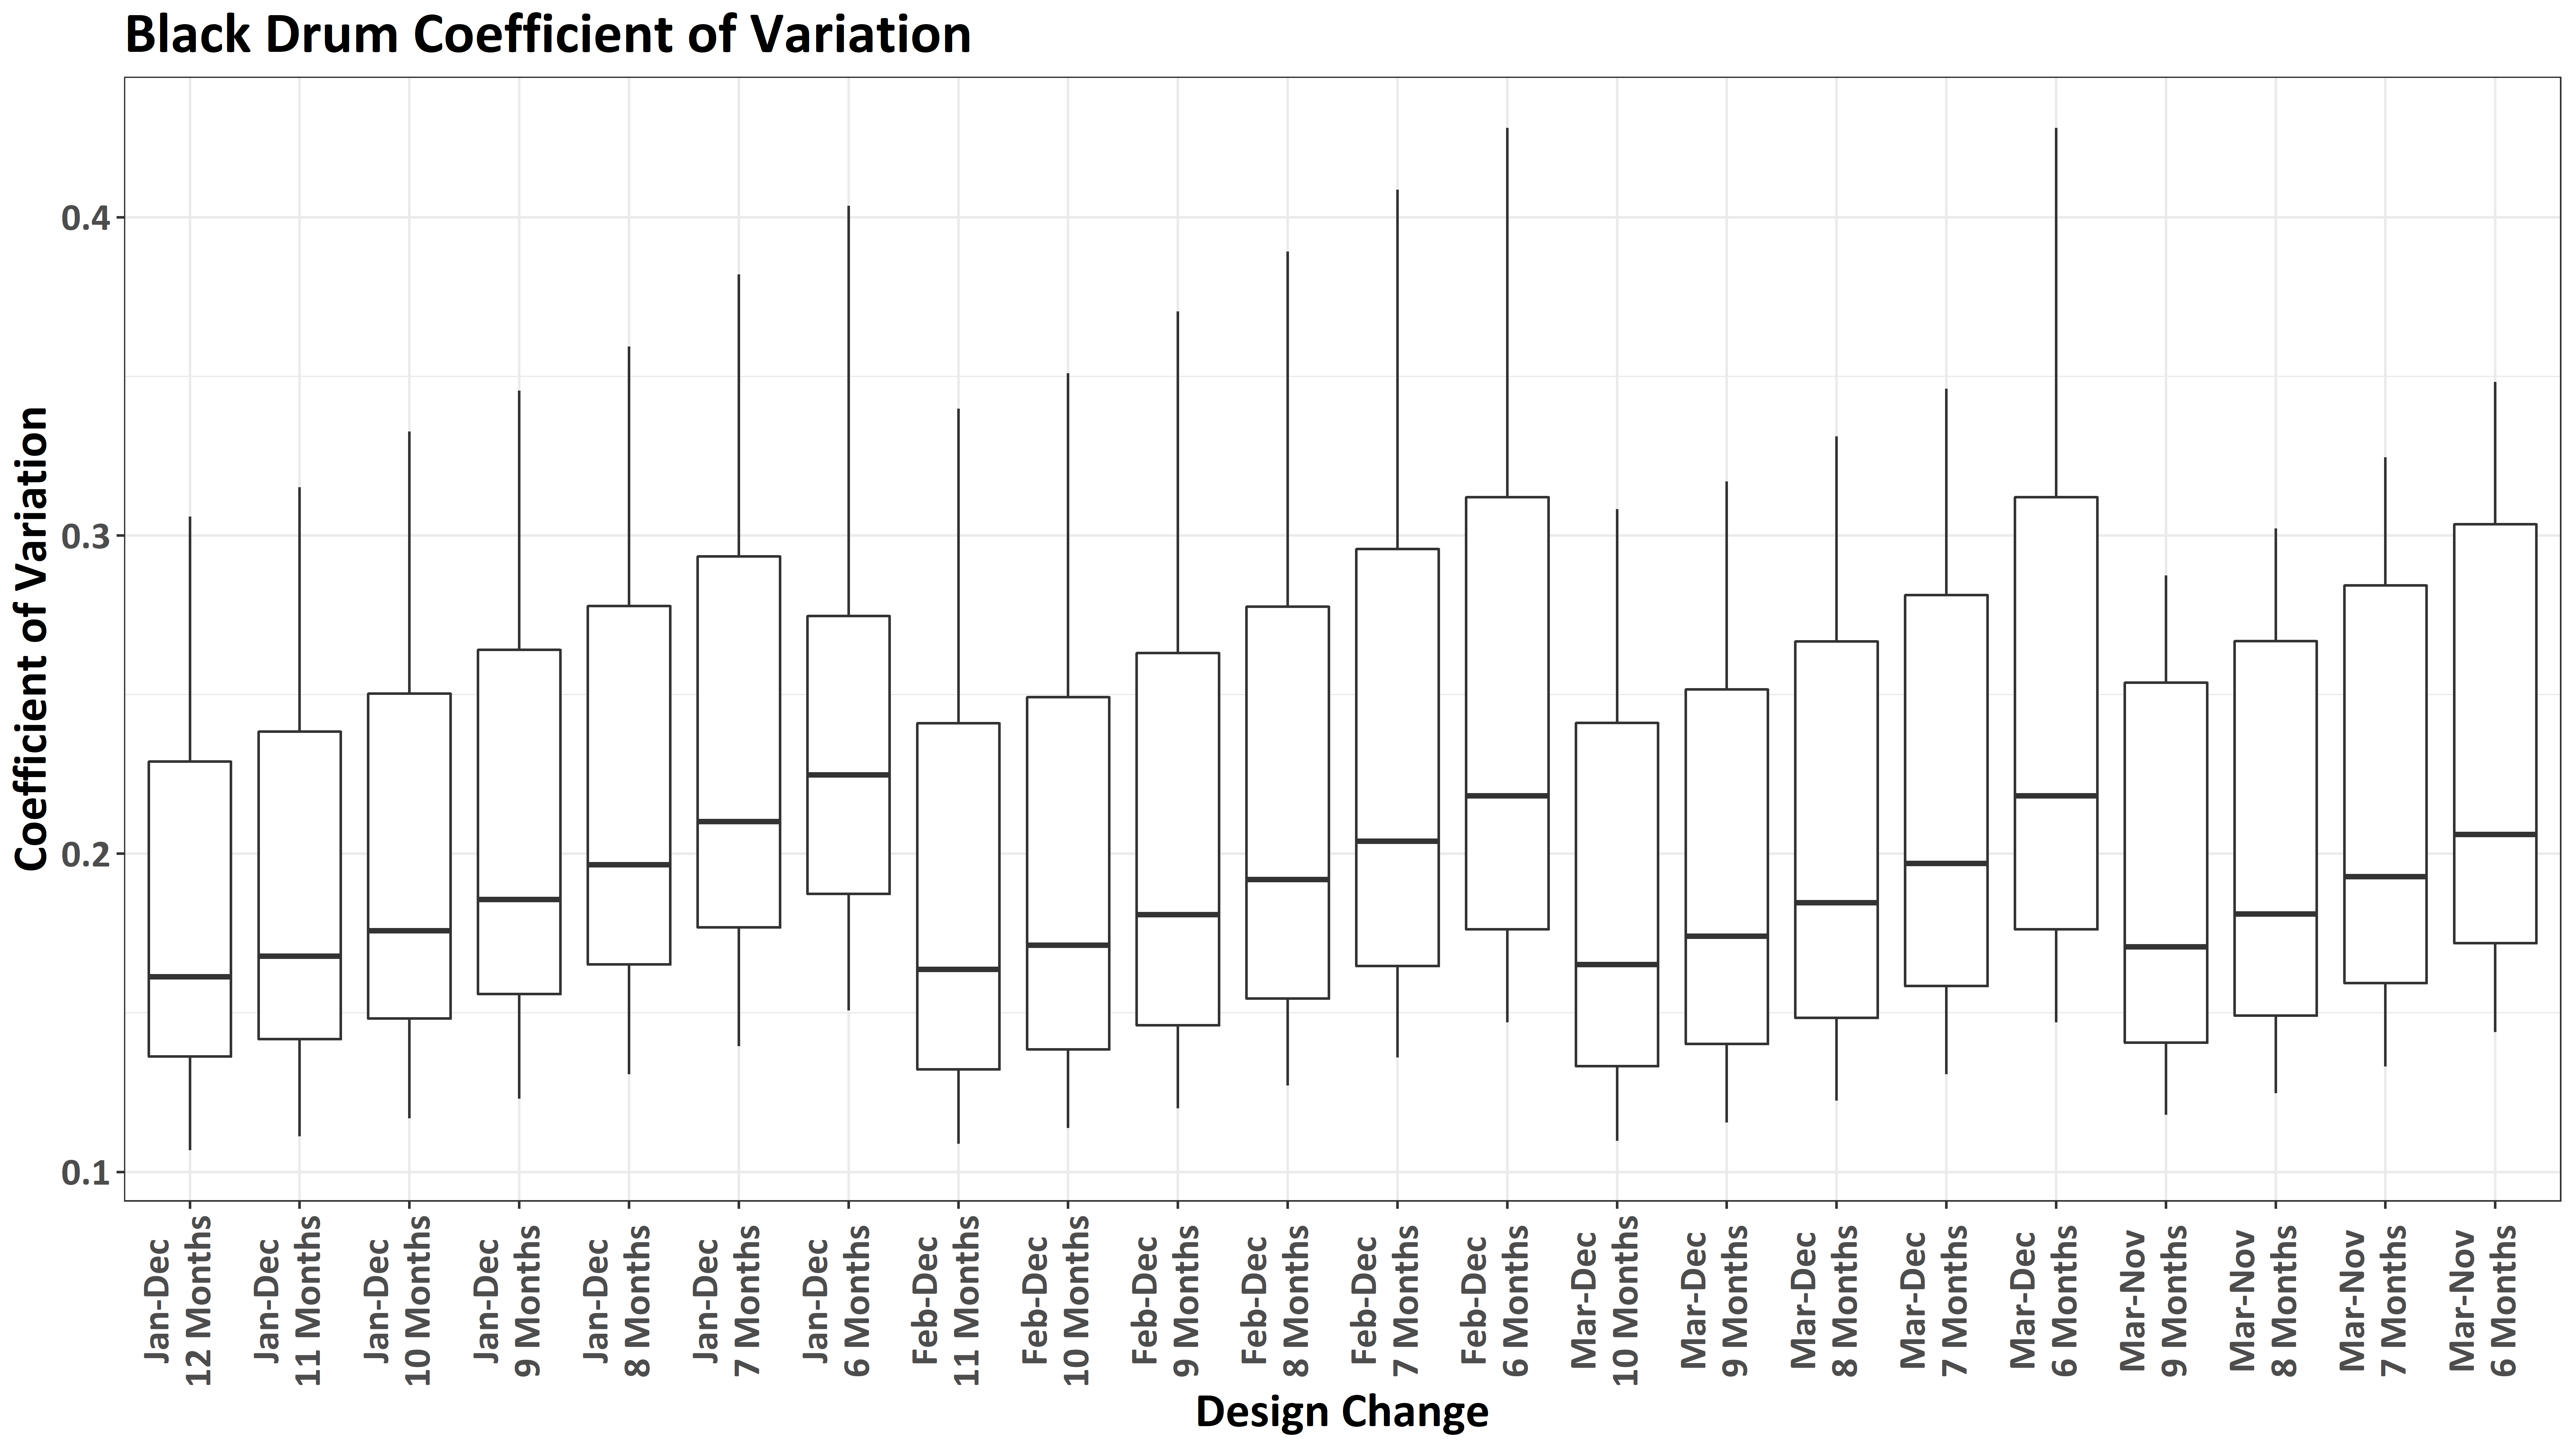 Black Drum Coefficient of Variation
Coefficient of Variation
0.4
0.3
0.2
0.1
Jan-Dec
12 Months
Jan-Dec
11 Months
Jan-Dec
10 Months
Jan-Dec
9 Months
Jan-Dec
8 Months
Jan-Dec
7 Months
Jan-Dec
6 Months
Feb-Dec
11 Months
Feb-Dec
10 Months
Feb-Dec
9 Months
Feb-Dec
8 Months
Feb-Dec
7 Months
Feb-Dec
6 Months
Mar-Dec
10 Months
Mar-Dec
9 Months
Mar-Dec
8 Months
Mar-Dec
7 Months
Mar-Dec
6 Months
Mar-Nov
9 Months
Mar-Nov
8 Months
Mar-Nov
7 Months
Mar-Nov
6 Months
Design Change